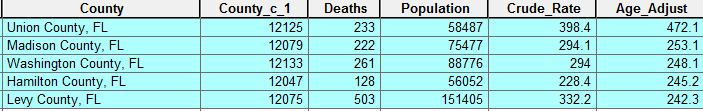 County County_c_1 Deaths Population Crude_Rate Age_Adjust
Union County, FL 12125 233 58487 398.4 472.1
Madison County, FL 12079 222 75477 294.1 253.1
Washington County, FL 12133 261 88776 294 248.1
Hamilton County, FL 12047 128 56052 228.4 245.2
Levy County, FL 12075 503 151405 332.2 242.3